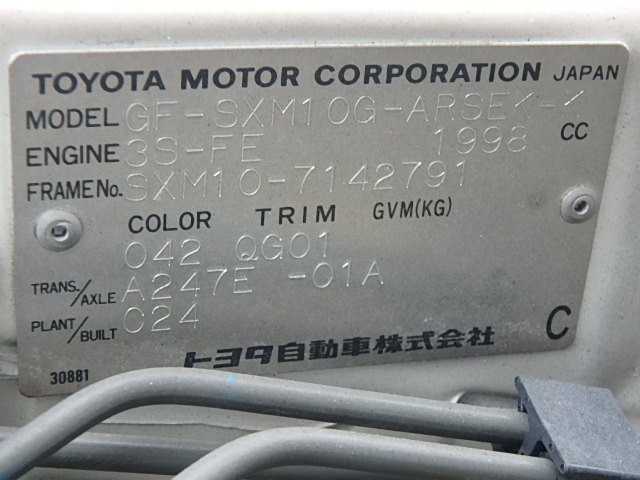 TOYOTA MOTOR CORPORATION JAPAN
MODEL GF-SXM10G-ARSEK-K
ENGINE 3S-FE 1998 CC
FRAME No. SXM10-7142791
COLOR TRIM GVM(KG)
042 QG01
TRANS./AXLE A247E -01A
PLANT/BUILT C24
トヨタ自動車株式会社 C
30881